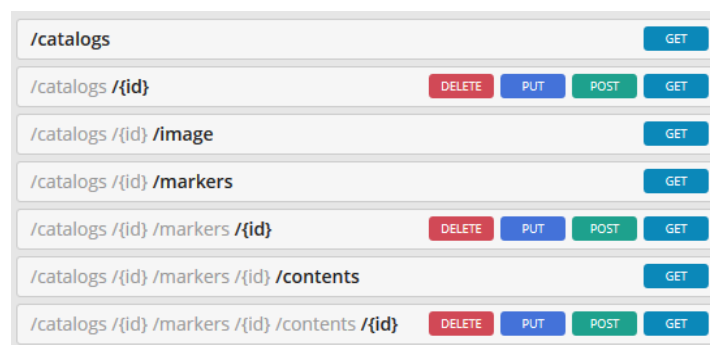 /catalogs GET
/catalogs /{id} DELETE PUT POST GET
/catalogs /{id} /image GET
/catalogs /{id} /markers GET
/catalogs /{id} /markers /{id} DELETE PUT POST GET
/catalogs /{id} /markers /{id} /contents GET
/catalogs /{id} /markers /{id} /contents /{id} DELETE PUT POST GET